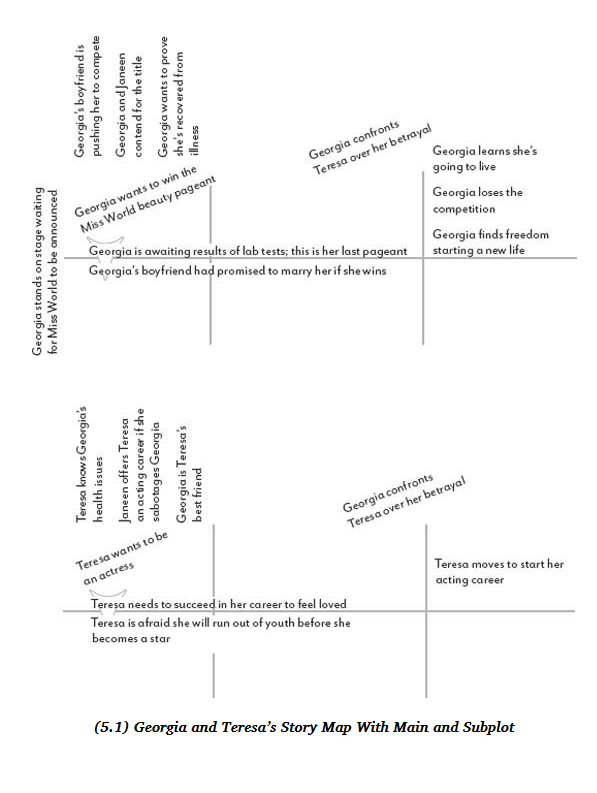 Georgia's boyfriend is
pushing her to compete
Georgia and Janeen
contend for the title
Georgia wants to prove
she's recovered from
illness
Georgia confronts
Teresa over her betrayal
Georgia learns she's
going to live
Georgia loses the
competition
Georgia finds freedom
starting a new life
Georgia stands onstage waiting
for Miss World to be announced
Georgia wants to win the
Miss World beauty pageant
Georgia is awaiting results of lab tests; this is her last pageant
Georgia's boyfriend had promised to marry her if she wins
Teresa knows Georgia's
health issues
Janeen offers Teresa
an acting career if she
sabotages Georgia
Georgia is Teresa's
best friend
Georgia confronts
Teresa over her betrayal
Teresa wants to be
an actress
Teresa moves to start her
acting career
Teresa needs to succeed in her career to feel loved
Teresa is afraid she will run out of youth before she
becomes a star
(5.1) Georgia and Teresa's Story Map With Main and Subplot